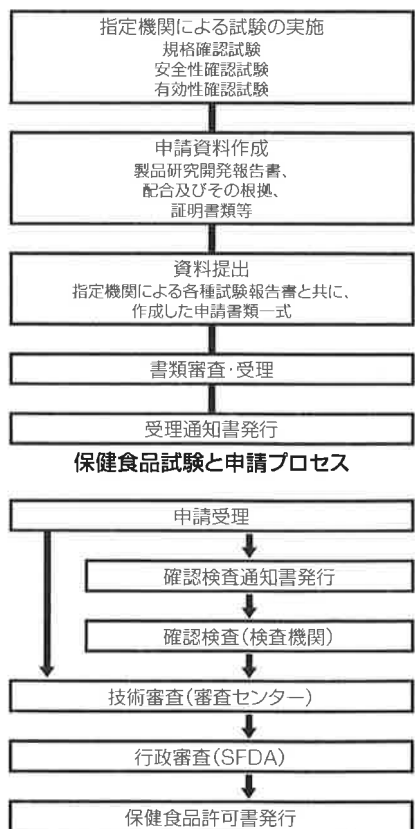 指定機関による試験の実施
規格確認試験
安全性確認試験
有効性確認試験
申請資料作成
製品研究開発報告書、
配合及びその根拠、
証明書類等
資料提出
指定機関による各種試験報告書と共に、
作成した申請書類一式
書類審査・受理
受理通知書発行
保健食品試験と申請プロセス
申請受理
確認検査通知書発行
確認検査(検査機関)
技術審査(審査センター)
行政審査(SFDA)
保健食品許可書発行